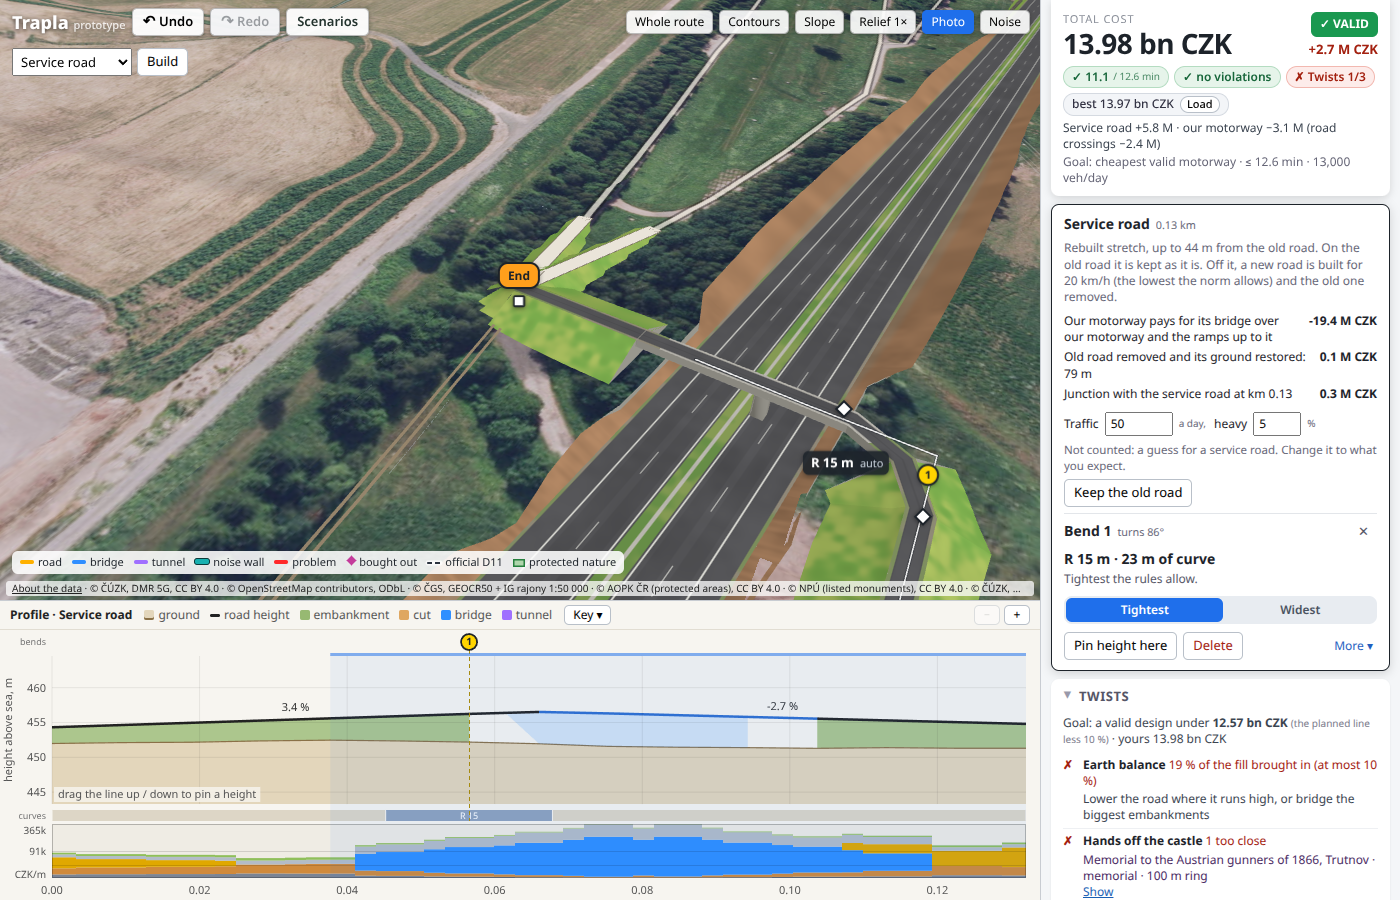 Trapla prototype
↶ Undo
↷ Redo
Scenarios
Whole route
Contours
Slope
Relief 1×
Photo
Noise
Service road
Build
End
R 15 m auto
1
road
bridge
tunnel
noise wall
problem
bought out
official D11
protected nature
About the data · © ČÚZK, DMR 5G, CC BY 4.0 · © OpenStreetMap contributors, ODbL · © ČGS, GEOCR50 + IG rajony 1:50 000 · © AOPK ČR (protected areas), CC BY 4.0 · © NPÚ (listed monuments), CC BY 4.0 · © ČÚZK, ...
Profile · Service road
ground
road height
embankment
cut
bridge
tunnel
Key ▾
−
+
bends
1
height above sea, m
460
455
450
445
3.4 %
-2.7 %
drag the line up / down to pin a height
curves
R 15
365k
91k
CZK/m
0.00
0.02
0.04
0.06
0.08
0.10
0.12
TOTAL COST
✓ VALID
13.98 bn CZK
+2.7 M CZK
✓ 11.1 / 12.6 min
✓ no violations
✗ Twists 1/3
best 13.97 bn CZK Load
Service road +5.8 M · our motorway −3.1 M (road
crossings −2.4 M)
Goal: cheapest valid motorway · ≤ 12.6 min · 13,000
veh/day
Service road 0.13 km
Rebuilt stretch, up to 44 m from the old road. On the
old road it is kept as it is. Off it, a new road is built for
20 km/h (the lowest the norm allows) and the old one
removed.
Our motorway pays for its bridge over
our motorway and the ramps up to it
-19.4 M CZK
Old road removed and its ground restored:
79 m
0.1 M CZK
Junction with the service road at km 0.13
0.3 M CZK
Traffic 50 a day, heavy 5 %
Not counted: a guess for a service road. Change it to what
you expect.
Keep the old road
Bend 1 turns 86°
✕
R 15 m · 23 m of curve
Tightest the rules allow.
Tightest
Widest
Pin height here
Delete
More ▾
▼ TWISTS
Goal: a valid design under 12.57 bn CZK (the planned line
less 10 %) · yours 13.98 bn CZK
✗ Earth balance 19 % of the fill brought in (at most 10
%)
Lower the road where it runs high, or bridge the
biggest embankments
✗ Hands off the castle 1 too close
Memorial to the Austrian gunners of 1866, Trutnov ·
memorial · 100 m ring
Show